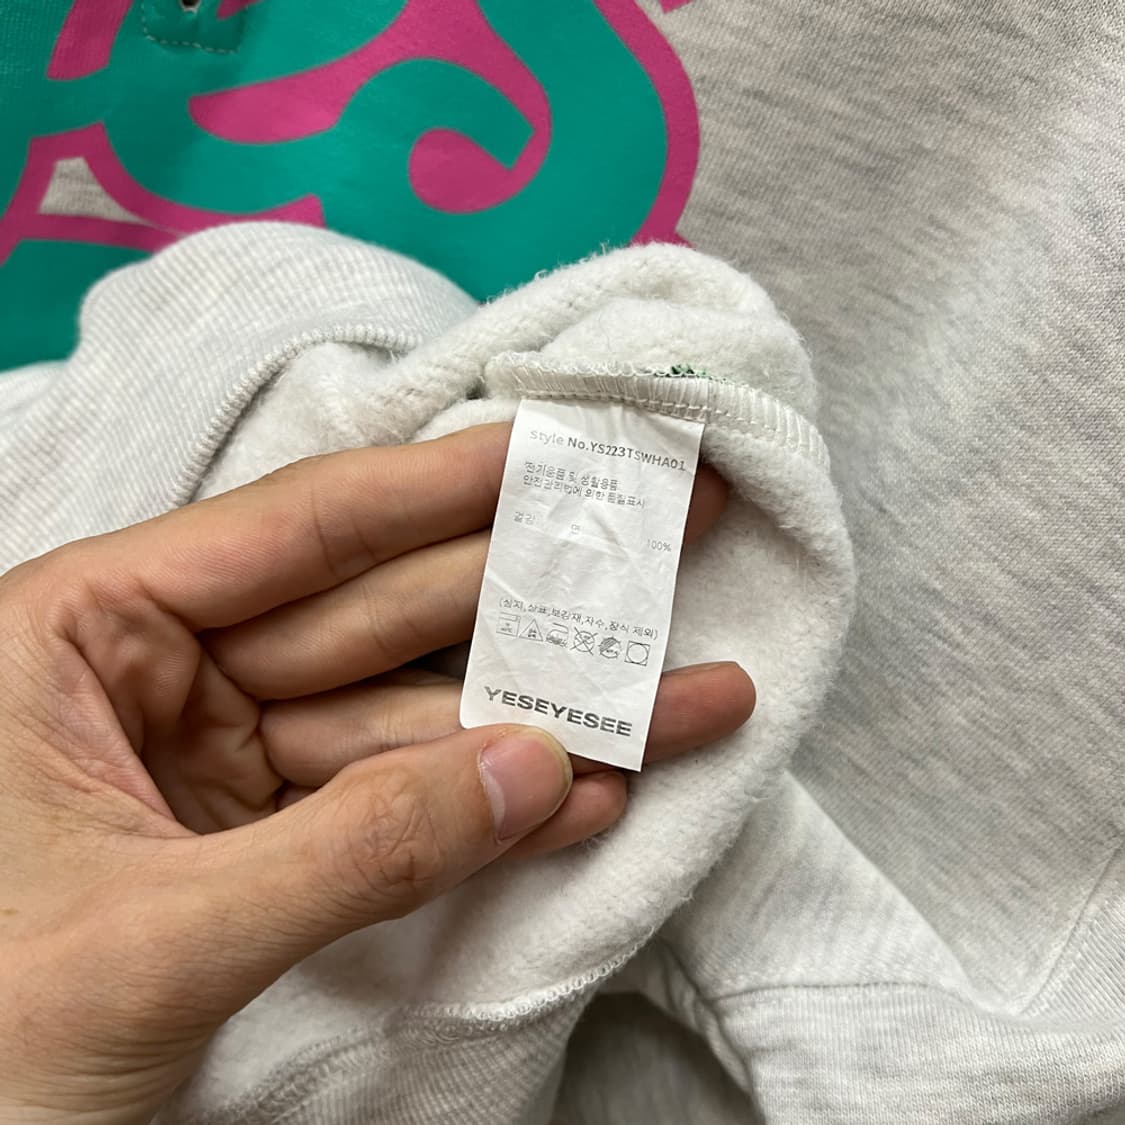 Style No.YS223TSWHA01
전기용품 및 생활용품
안전관리법에 의한 품질표시
겉감 면 100%
(심지,상표,보강재,자수,장식 제외)
YESEYESEE